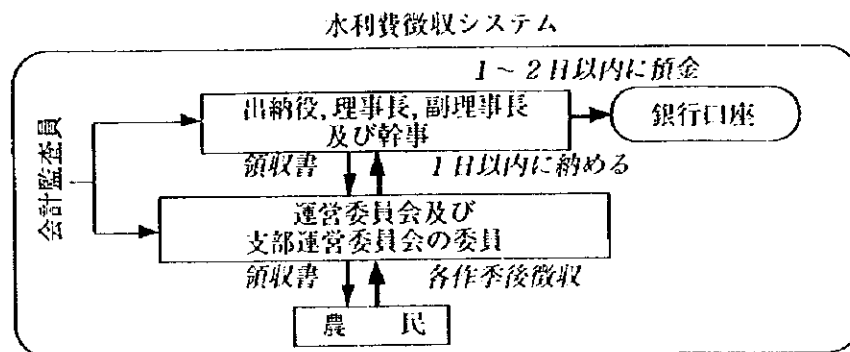 水利費徴収システム
1~2日以内に預金
出納役,理事長,副理事長
及び幹事
銀行口座
会計監査員
領収書
1日以内に納める
運営委員会及び
支部運営委員会の委員
領収書
各作季後徴収
農 民